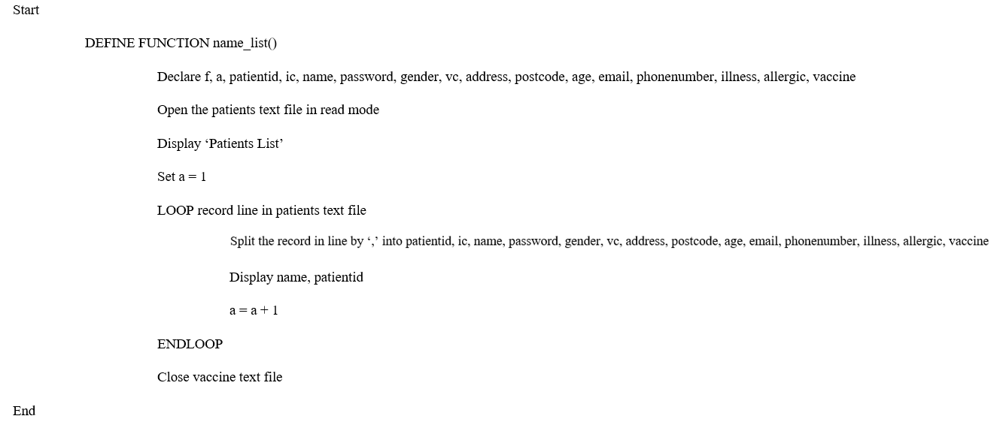 Start
DEFINE FUNCTION name_list()
Declare f, a, patientid, ic, name, password, gender, vc, address, postcode, age, email, phonenumber, illness, allergic, vaccine
Open the patients text file in read mode
Display ‘Patients List’
Set a = 1
LOOP record line in patients text file
Split the record in line by ‘,’ into patientid, ic, name, password, gender, vc, address, postcode, age, email, phonenumber, illness, allergic, vaccine
Display name, patientid
a = a + 1
ENDLOOP
Close vaccine text file
End